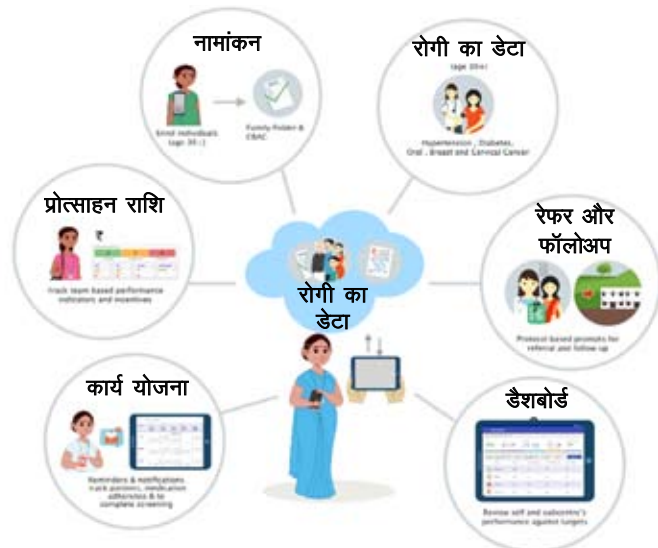 नामांकन
Enrol individuals
(age 30+)
Family Folder &
CBAC
रोगी का डेटा
(age 30+)
Hypertension, Diabetes,
Oral, Breast and Cervical Cancer
प्रोत्साहन राशि
₹
Track team based performance
indicators and incentives
रेफर और
फॉलोअप
Protocol based prompts for
referral and follow-up
रोगी का
डेटा
कार्य योजना
Reminders & notifications
track patients, medication
adherence & to
complete screening
डैशबोर्ड
Review self and subcentre's
performance against targets